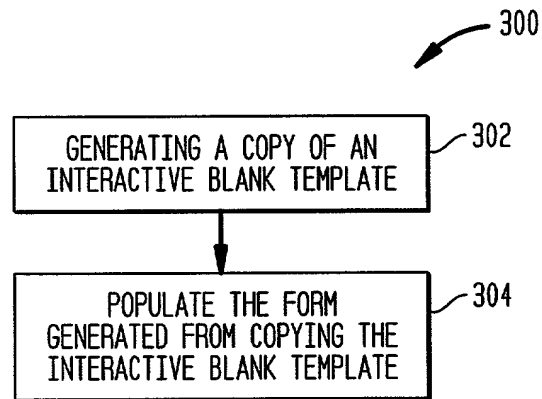 300
GENERATING A COPY OF AN
INTERACTIVE BLANK TEMPLATE
302
POPULATE THE FORM
GENERATED FROM COPYING THE
INTERACTIVE BLANK TEMPLATE
304